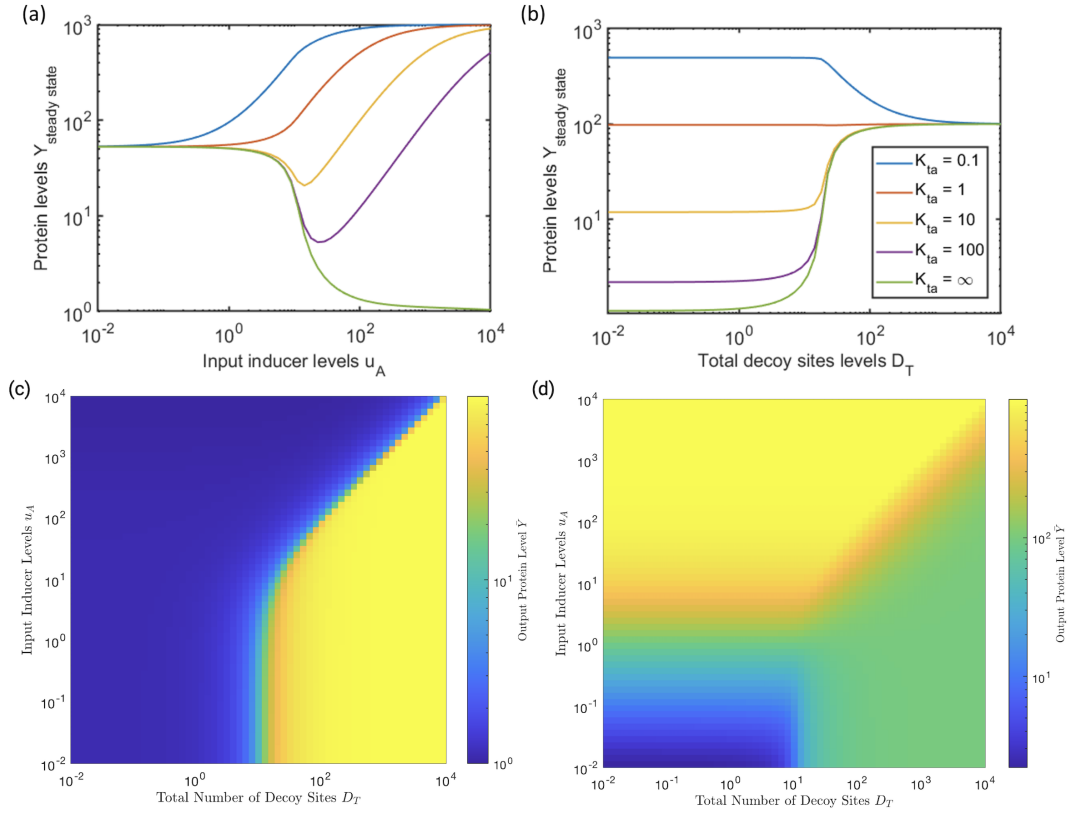 (a)
Protein levels Y_steady state
10^3
10^2
10^1
10^0
10^-2
10^0
10^2
10^4
Input inducer levels u_A
(b)
Protein levels Y_steady state
10^3
10^2
10^1
10^-2
10^0
10^2
10^4
Total decoy sites levels D_T
K_ta = 0.1
K_ta = 1
K_ta = 10
K_ta = 100
K_ta = ∞
(c)
Input Inducer Levels u_A
10^4
10^3
10^2
10^1
10^0
10^-1
10^-2
10^-2
10^0
10^2
10^4
Total Number of Decoy Sites D_T
10^1
10^0
Output Protein Level Ȳ
(d)
Input Inducer Levels u_A
10^4
10^3
10^2
10^1
10^0
10^-1
10^-2
10^-2
10^-1
10^0
10^1
10^2
10^3
10^4
Total Number of Decoy Sites D_T
10^2
10^1
Output Protein Level Ȳ